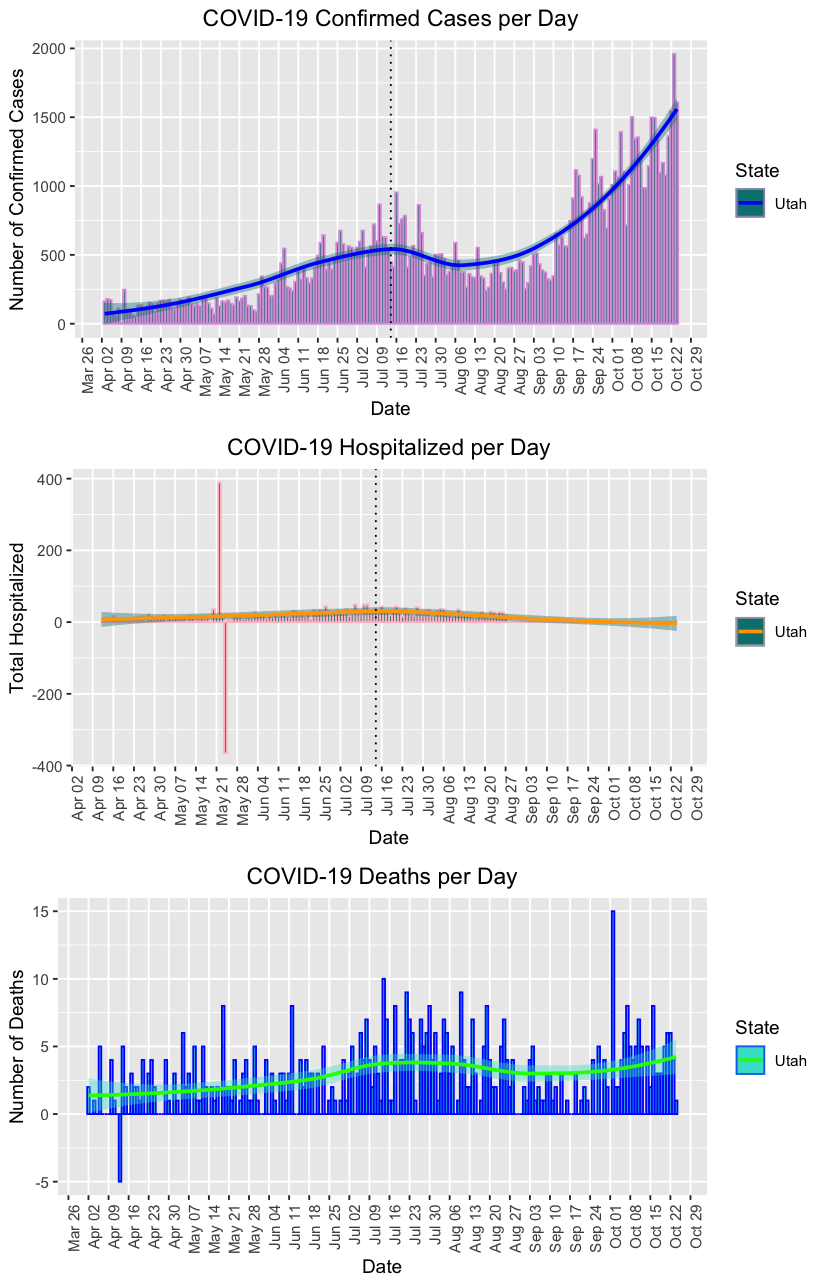 COVID-19 Confirmed Cases per Day
Number of Confirmed Cases
2000
1500
1000
500
0
Mar 26
Apr 02
Apr 09
Apr 16
Apr 23
Apr 30
May 07
May 14
May 21
May 28
Jun 04
Jun 11
Jun 18
Jun 25
Jul 02
Jul 09
Jul 16
Jul 23
Jul 30
Aug 06
Aug 13
Aug 20
Aug 27
Sep 03
Sep 10
Sep 17
Sep 24
Oct 01
Oct 08
Oct 15
Oct 22
Oct 29
Date
State
Utah
COVID-19 Hospitalized per Day
Total Hospitalized
400
200
0
-200
-400
Apr 02
Apr 09
Apr 16
Apr 23
Apr 30
May 07
May 14
May 21
May 28
Jun 04
Jun 11
Jun 18
Jun 25
Jul 02
Jul 09
Jul 16
Jul 23
Jul 30
Aug 06
Aug 13
Aug 20
Aug 27
Sep 03
Sep 10
Sep 17
Sep 24
Oct 01
Oct 08
Oct 15
Oct 22
Oct 29
Date
State
Utah
COVID-19 Deaths per Day
Number of Deaths
15
10
5
0
-5
Mar 26
Apr 02
Apr 09
Apr 16
Apr 23
Apr 30
May 07
May 14
May 21
May 28
Jun 04
Jun 11
Jun 18
Jun 25
Jul 02
Jul 09
Jul 16
Jul 23
Jul 30
Aug 06
Aug 13
Aug 20
Aug 27
Sep 03
Sep 10
Sep 17
Sep 24
Oct 01
Oct 08
Oct 15
Oct 22
Oct 29
Date
State
Utah